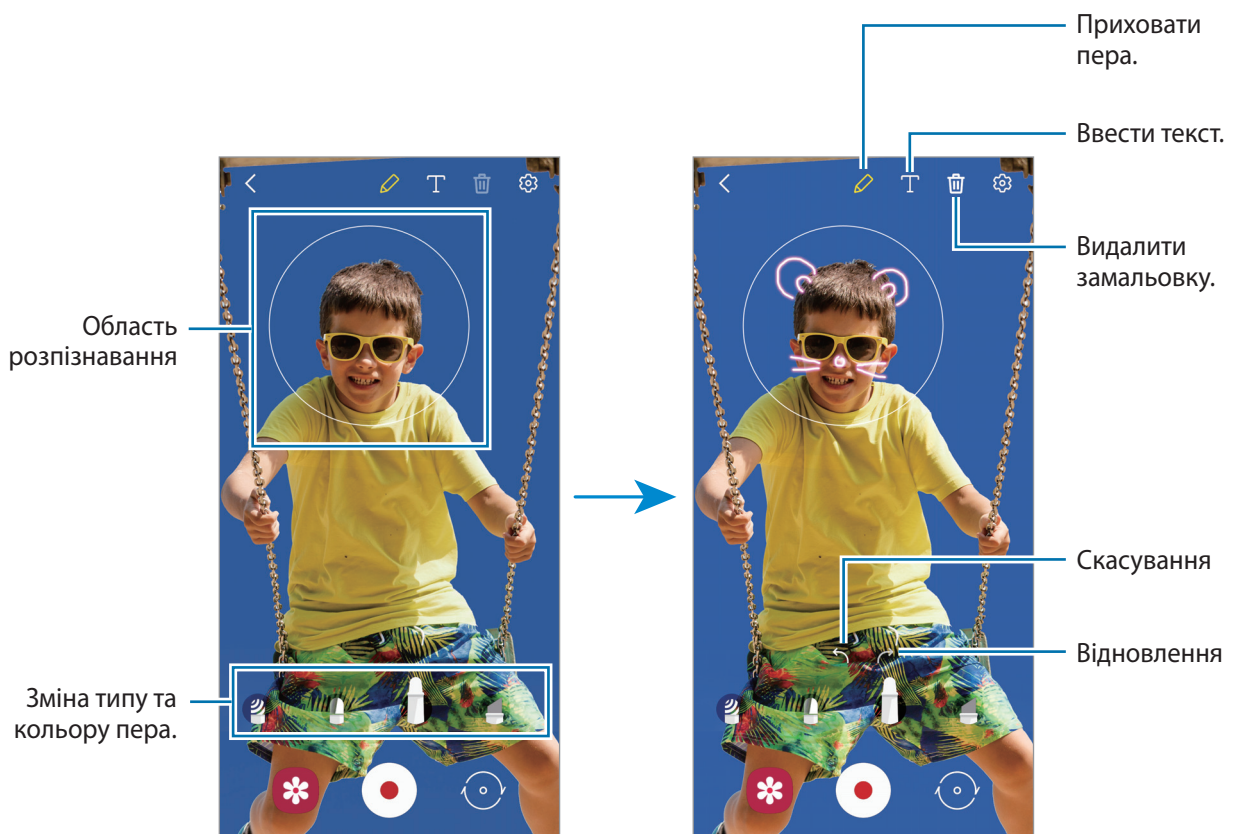 Приховати
пера.
Ввести текст.
Видалити
замальовку.
Область
розпізнавання
Скасування
Відновлення
Зміна типу та
кольору пера.